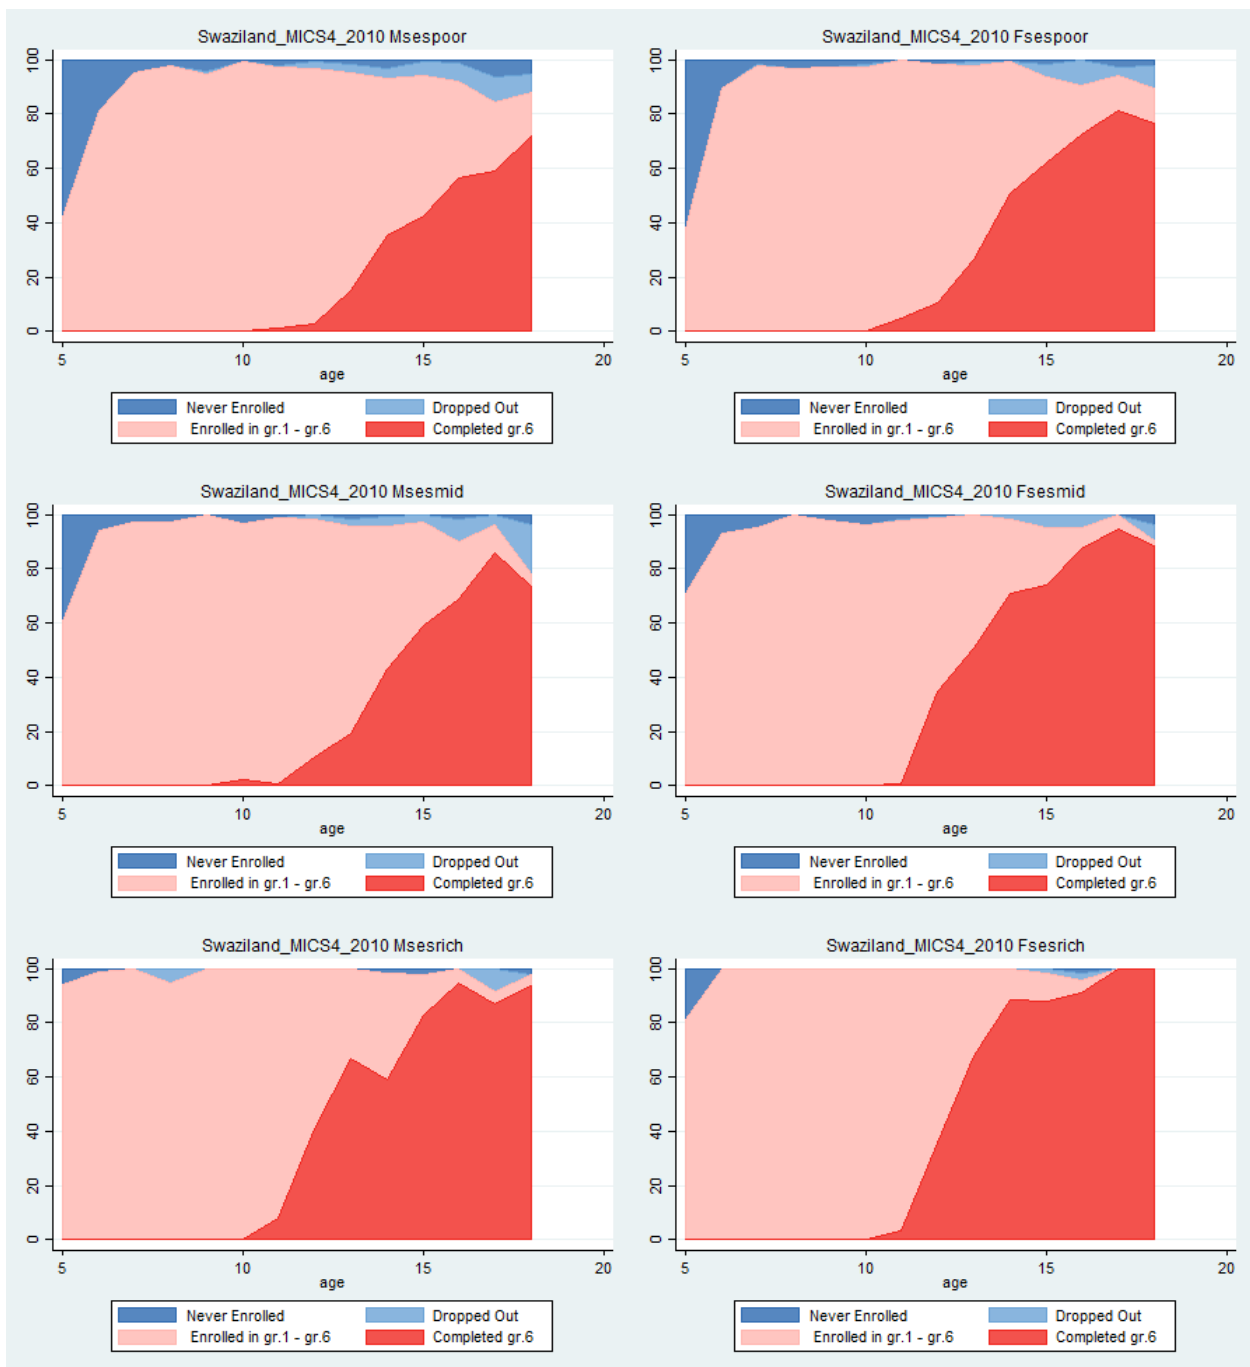 Swaziland_MICS4_2010 Msespoor
100
80
60
40
20
0
5 10 15 20
age
Never Enrolled Dropped Out
Enrolled in gr.1 - gr.6 Completed gr.6
Swaziland_MICS4_2010 Fsespoor
100
80
60
40
20
0
5 10 15 20
age
Never Enrolled Dropped Out
Enrolled in gr.1 - gr.6 Completed gr.6
Swaziland_MICS4_2010 Msesmid
100
80
60
40
20
0
5 10 15 20
age
Never Enrolled Dropped Out
Enrolled in gr.1 - gr.6 Completed gr.6
Swaziland_MICS4_2010 Fsesmid
100
80
60
40
20
0
5 10 15 20
age
Never Enrolled Dropped Out
Enrolled in gr.1 - gr.6 Completed gr.6
Swaziland_MICS4_2010 Msesrich
100
80
60
40
20
0
5 10 15 20
age
Never Enrolled Dropped Out
Enrolled in gr.1 - gr.6 Completed gr.6
Swaziland_MICS4_2010 Fsesrich
100
80
60
40
20
0
5 10 15 20
age
Never Enrolled Dropped Out
Enrolled in gr.1 - gr.6 Completed gr.6